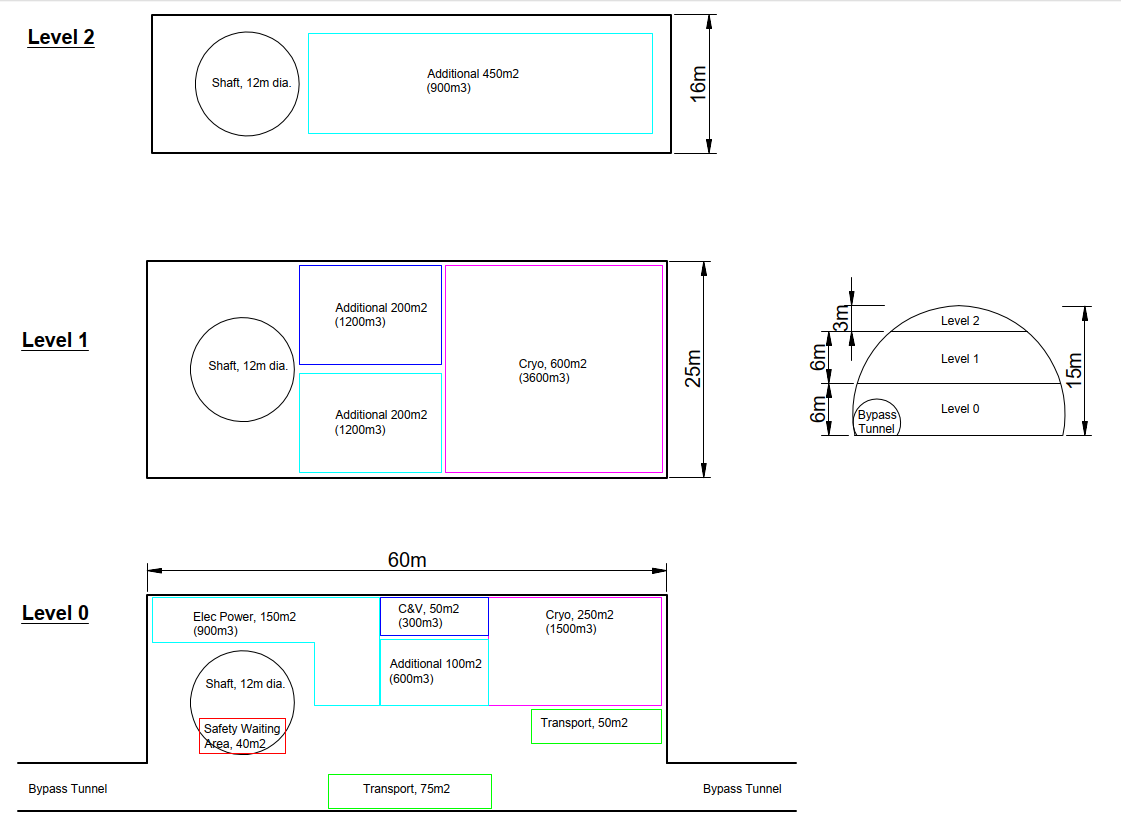 Level 2
Shaft, 12m dia.
Additional 450m2
(900m3)
16m
Level 1
Shaft, 12m dia.
Additional 200m2
(1200m3)
Additional 200m2
(1200m3)
Cryo, 600m2
(3600m3)
25m
3m
6m
6m
15m
Level 2
Level 1
Level 0
Bypass
Tunnel
60m
Level 0
Elec Power, 150m2
(900m3)
C&V, 50m2
(300m3)
Cryo, 250m2
(1500m3)
Additional 100m2
(600m3)
Shaft, 12m dia.
Safety Waiting
Area, 40m2
Transport, 50m2
Bypass Tunnel
Transport, 75m2
Bypass Tunnel